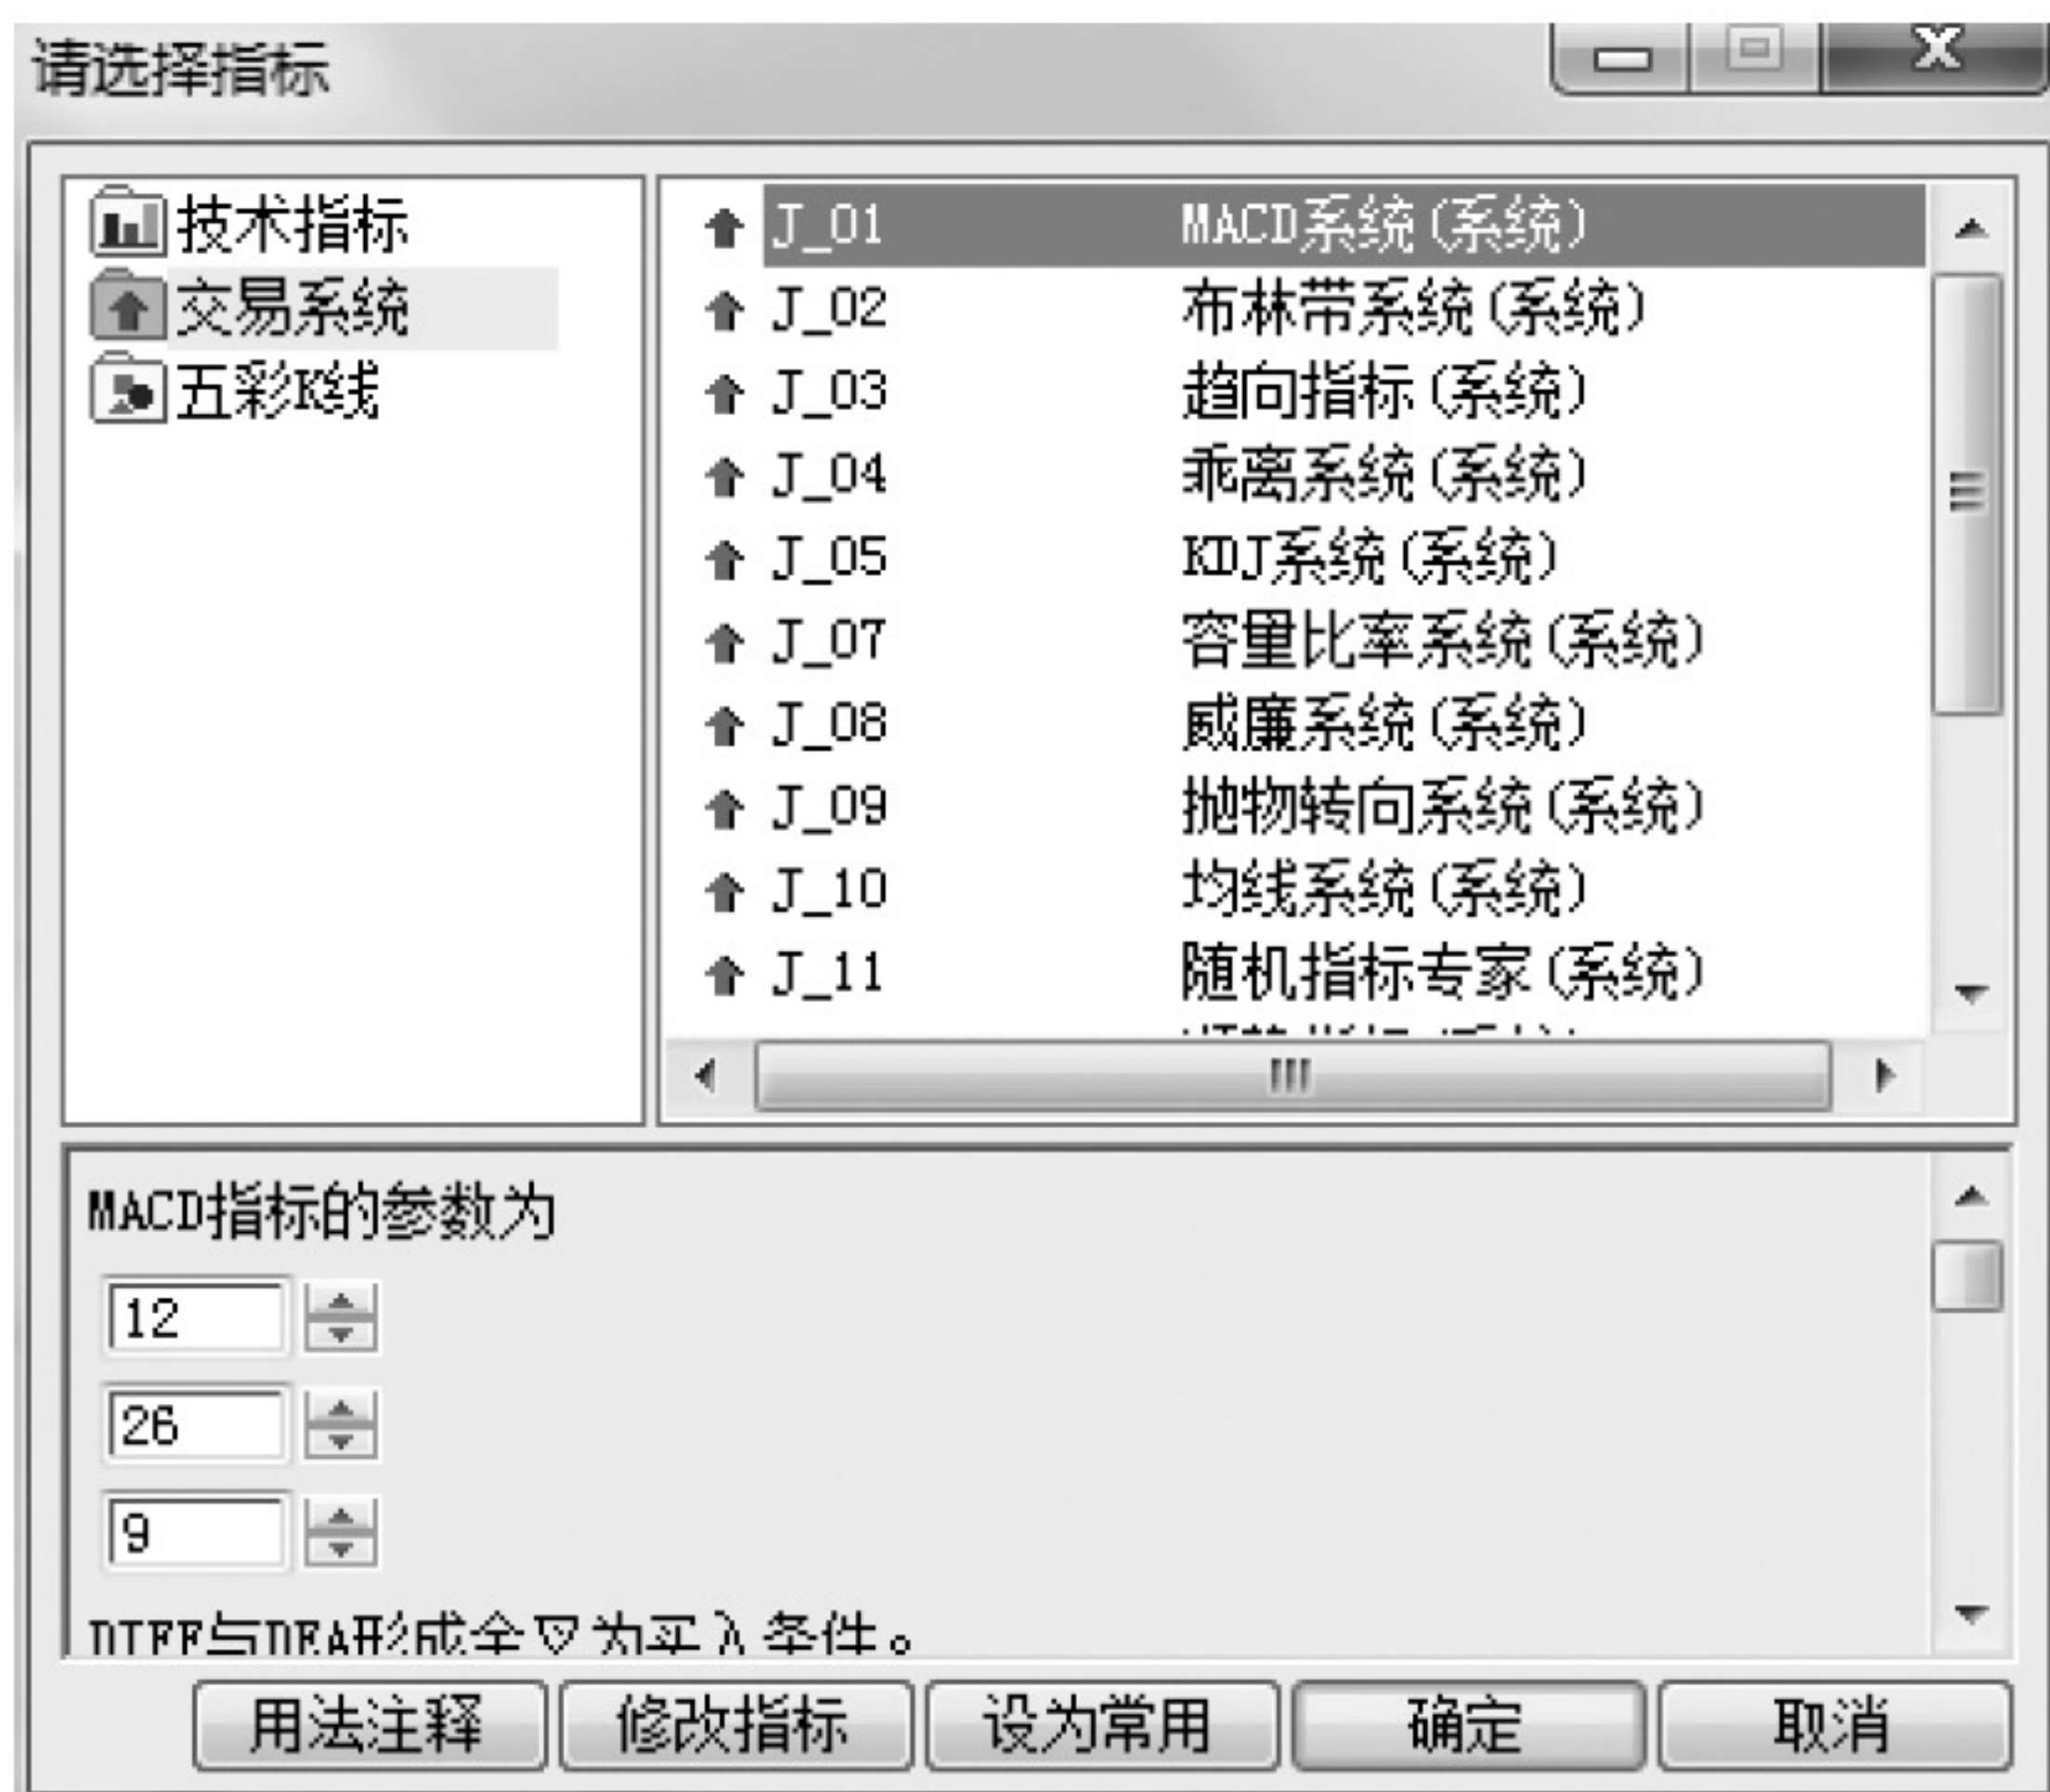 请选择指标
技术指标
交易系统
五彩K线
J_01 MACD系统(系统)
J_02 布林带系统(系统)
J_03 趋向指标(系统)
J_04 乖离系统(系统)
J_05 KDJ系统(系统)
J_07 容量比率系统(系统)
J_08 威廉系统(系统)
J_09 抛物转向系统(系统)
J_10 均线系统(系统)
J_11 随机指标专家(系统)
MACD指标的参数为
12
26
9
DIFF与DEA形成金叉为买入条件。
用法注释 修改指标 设为常用 确定 取消